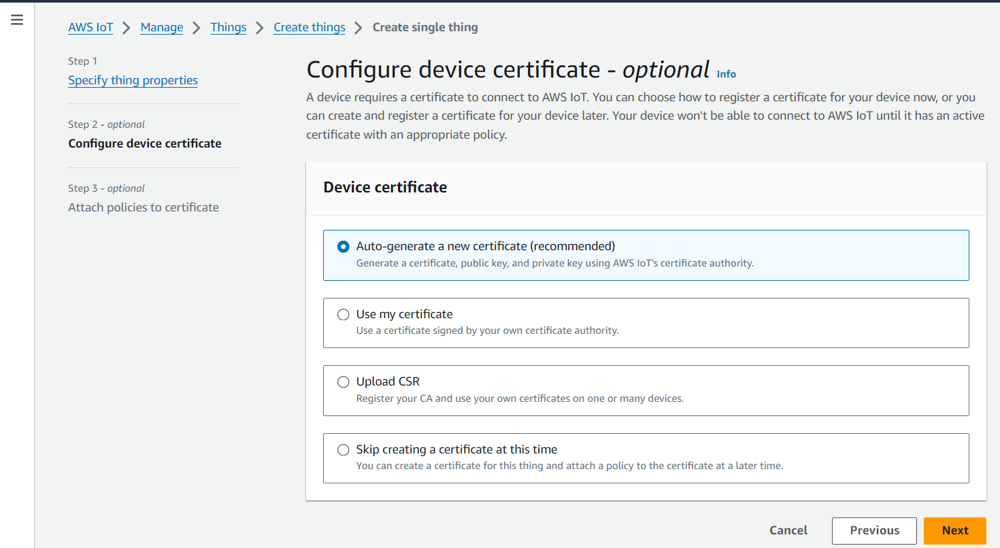 AWS IoT > Manage > Things > Create things > Create single thing
Step 1
Specify thing properties
Step 2 - optional
Configure device certificate
Step 3 - optional
Attach policies to certificate
Configure device certificate - optional Info
A device requires a certificate to connect to AWS IoT. You can choose how to register a certificate for your device now, or you
can create and register a certificate for your device later. Your device won't be able to connect to AWS IoT until it has an active
certificate with an appropriate policy.
Device certificate
Auto-generate a new certificate (recommended)
Generate a certificate, public key, and private key using AWS IoT's certificate authority.
Use my certificate
Use a certificate signed by your own certificate authority.
Upload CSR
Register your CA and use your own certificates on one or many devices.
Skip creating a certificate at this time
You can create a certificate for this thing and attach a policy to the certificate at a later time.
Cancel Previous Next